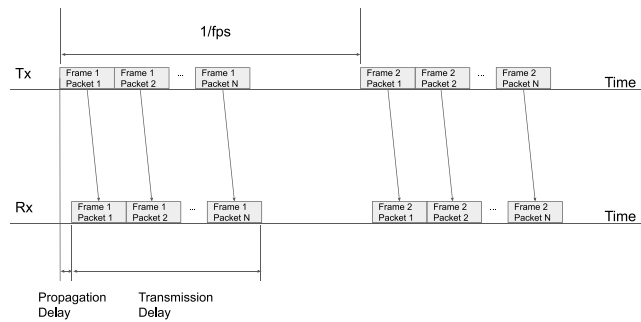 1/fps
Tx
Frame 1
Packet 1
Frame 1
Packet 2
...
Frame 1
Packet N
Frame 2
Packet 1
Frame 2
Packet 2
...
Frame 2
Packet N
Time
Rx
Frame 1
Packet 1
Frame 1
Packet 2
...
Frame 1
Packet N
Frame 2
Packet 1
Frame 2
Packet 2
...
Frame 2
Packet N
Time
Propagation
Delay
Transmission
Delay